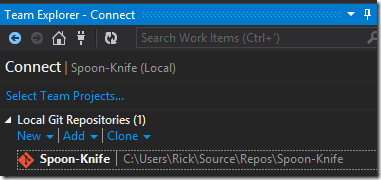 Team Explorer - Connect
Search Work Items (Ctrl+')
Connect | Spoon-Knife (Local)
Select Team Projects...
Local Git Repositories (1)
New | Add | Clone
Spoon-Knife | C:\Users\Rick\Source\Repos\Spoon-Knife